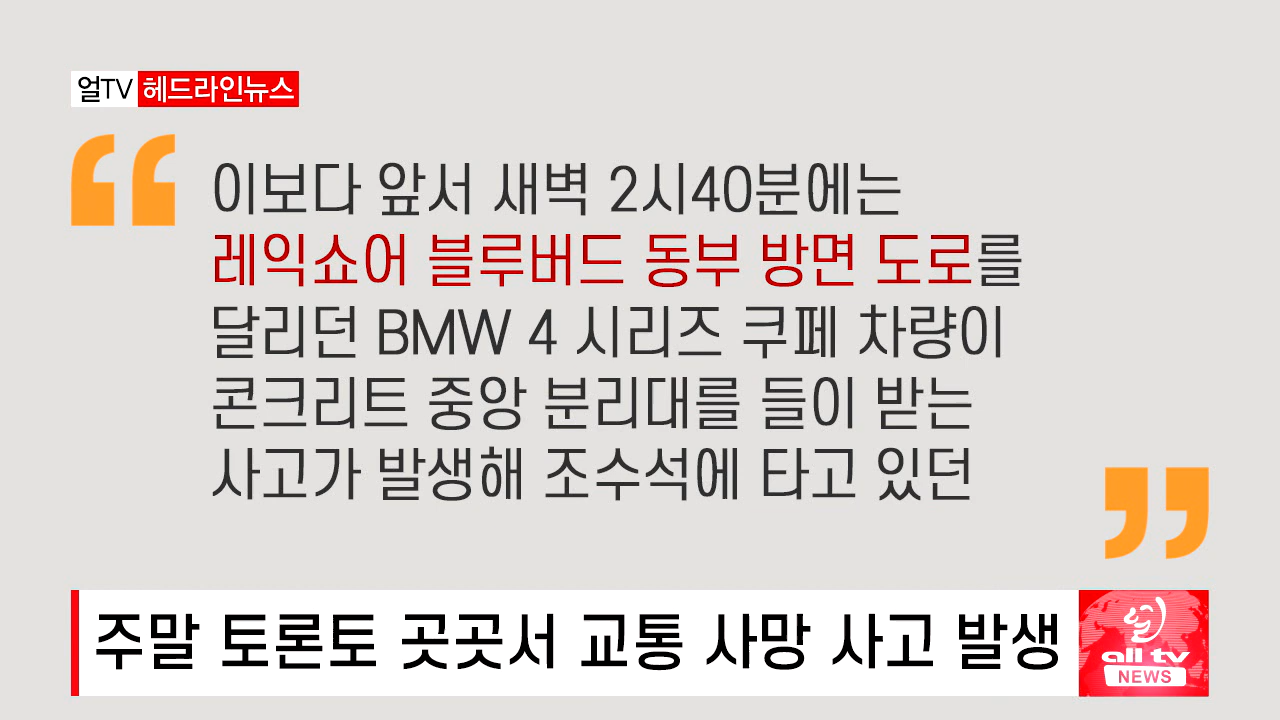 얼TV 헤드라인뉴스
이보다 앞서 새벽 2시40분에는
레익쇼어 블루버드 동부 방면 도로를
달리던 BMW 4 시리즈 쿠페 차량이
콘크리트 중앙 분리대를 들이 받는
사고가 발생해 조수석에 타고 있던
주말 토론토 곳곳서 교통 사망 사고 발생
얼
all tv
NEWS